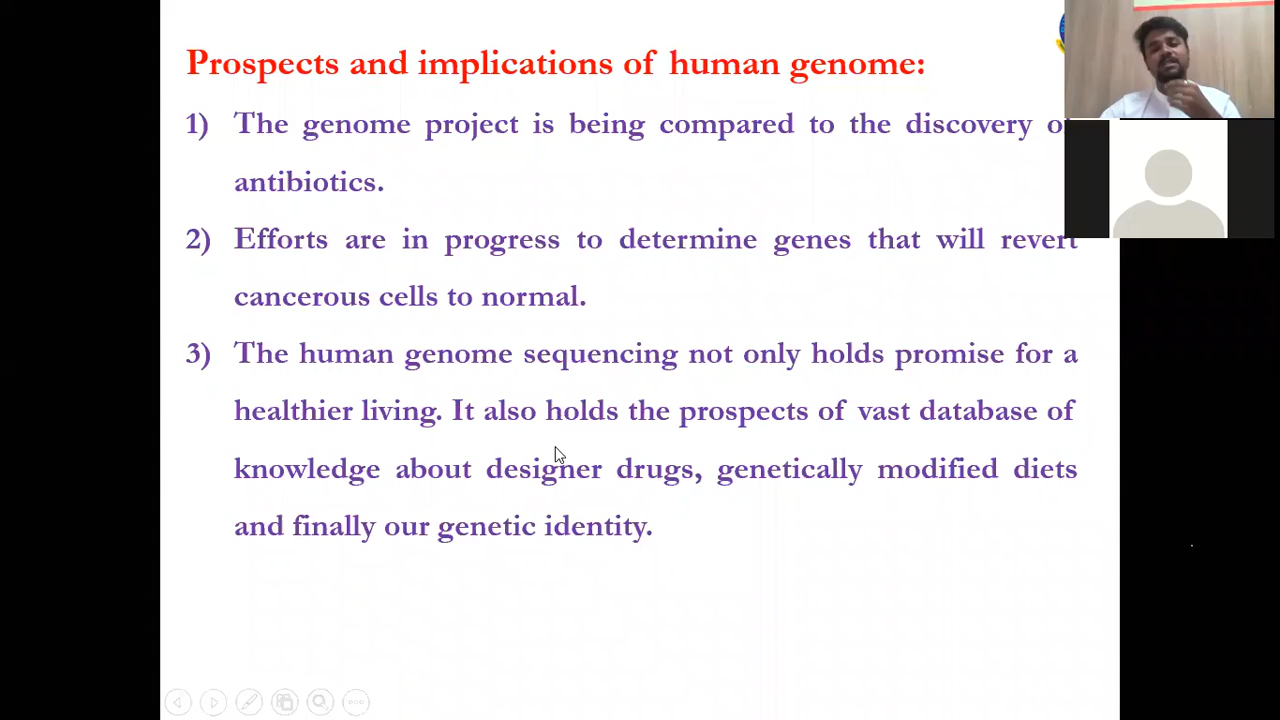 Prospects and implications of human genome:
1) The genome project is being compared to the discovery of
antibiotics.
2) Efforts are in progress to determine genes that will revert
cancerous cells to normal.
3) The human genome sequencing not only holds promise for a
healthier living. It also holds the prospects of vast database of
knowledge about designer drugs, genetically modified diets
and finally our genetic identity.